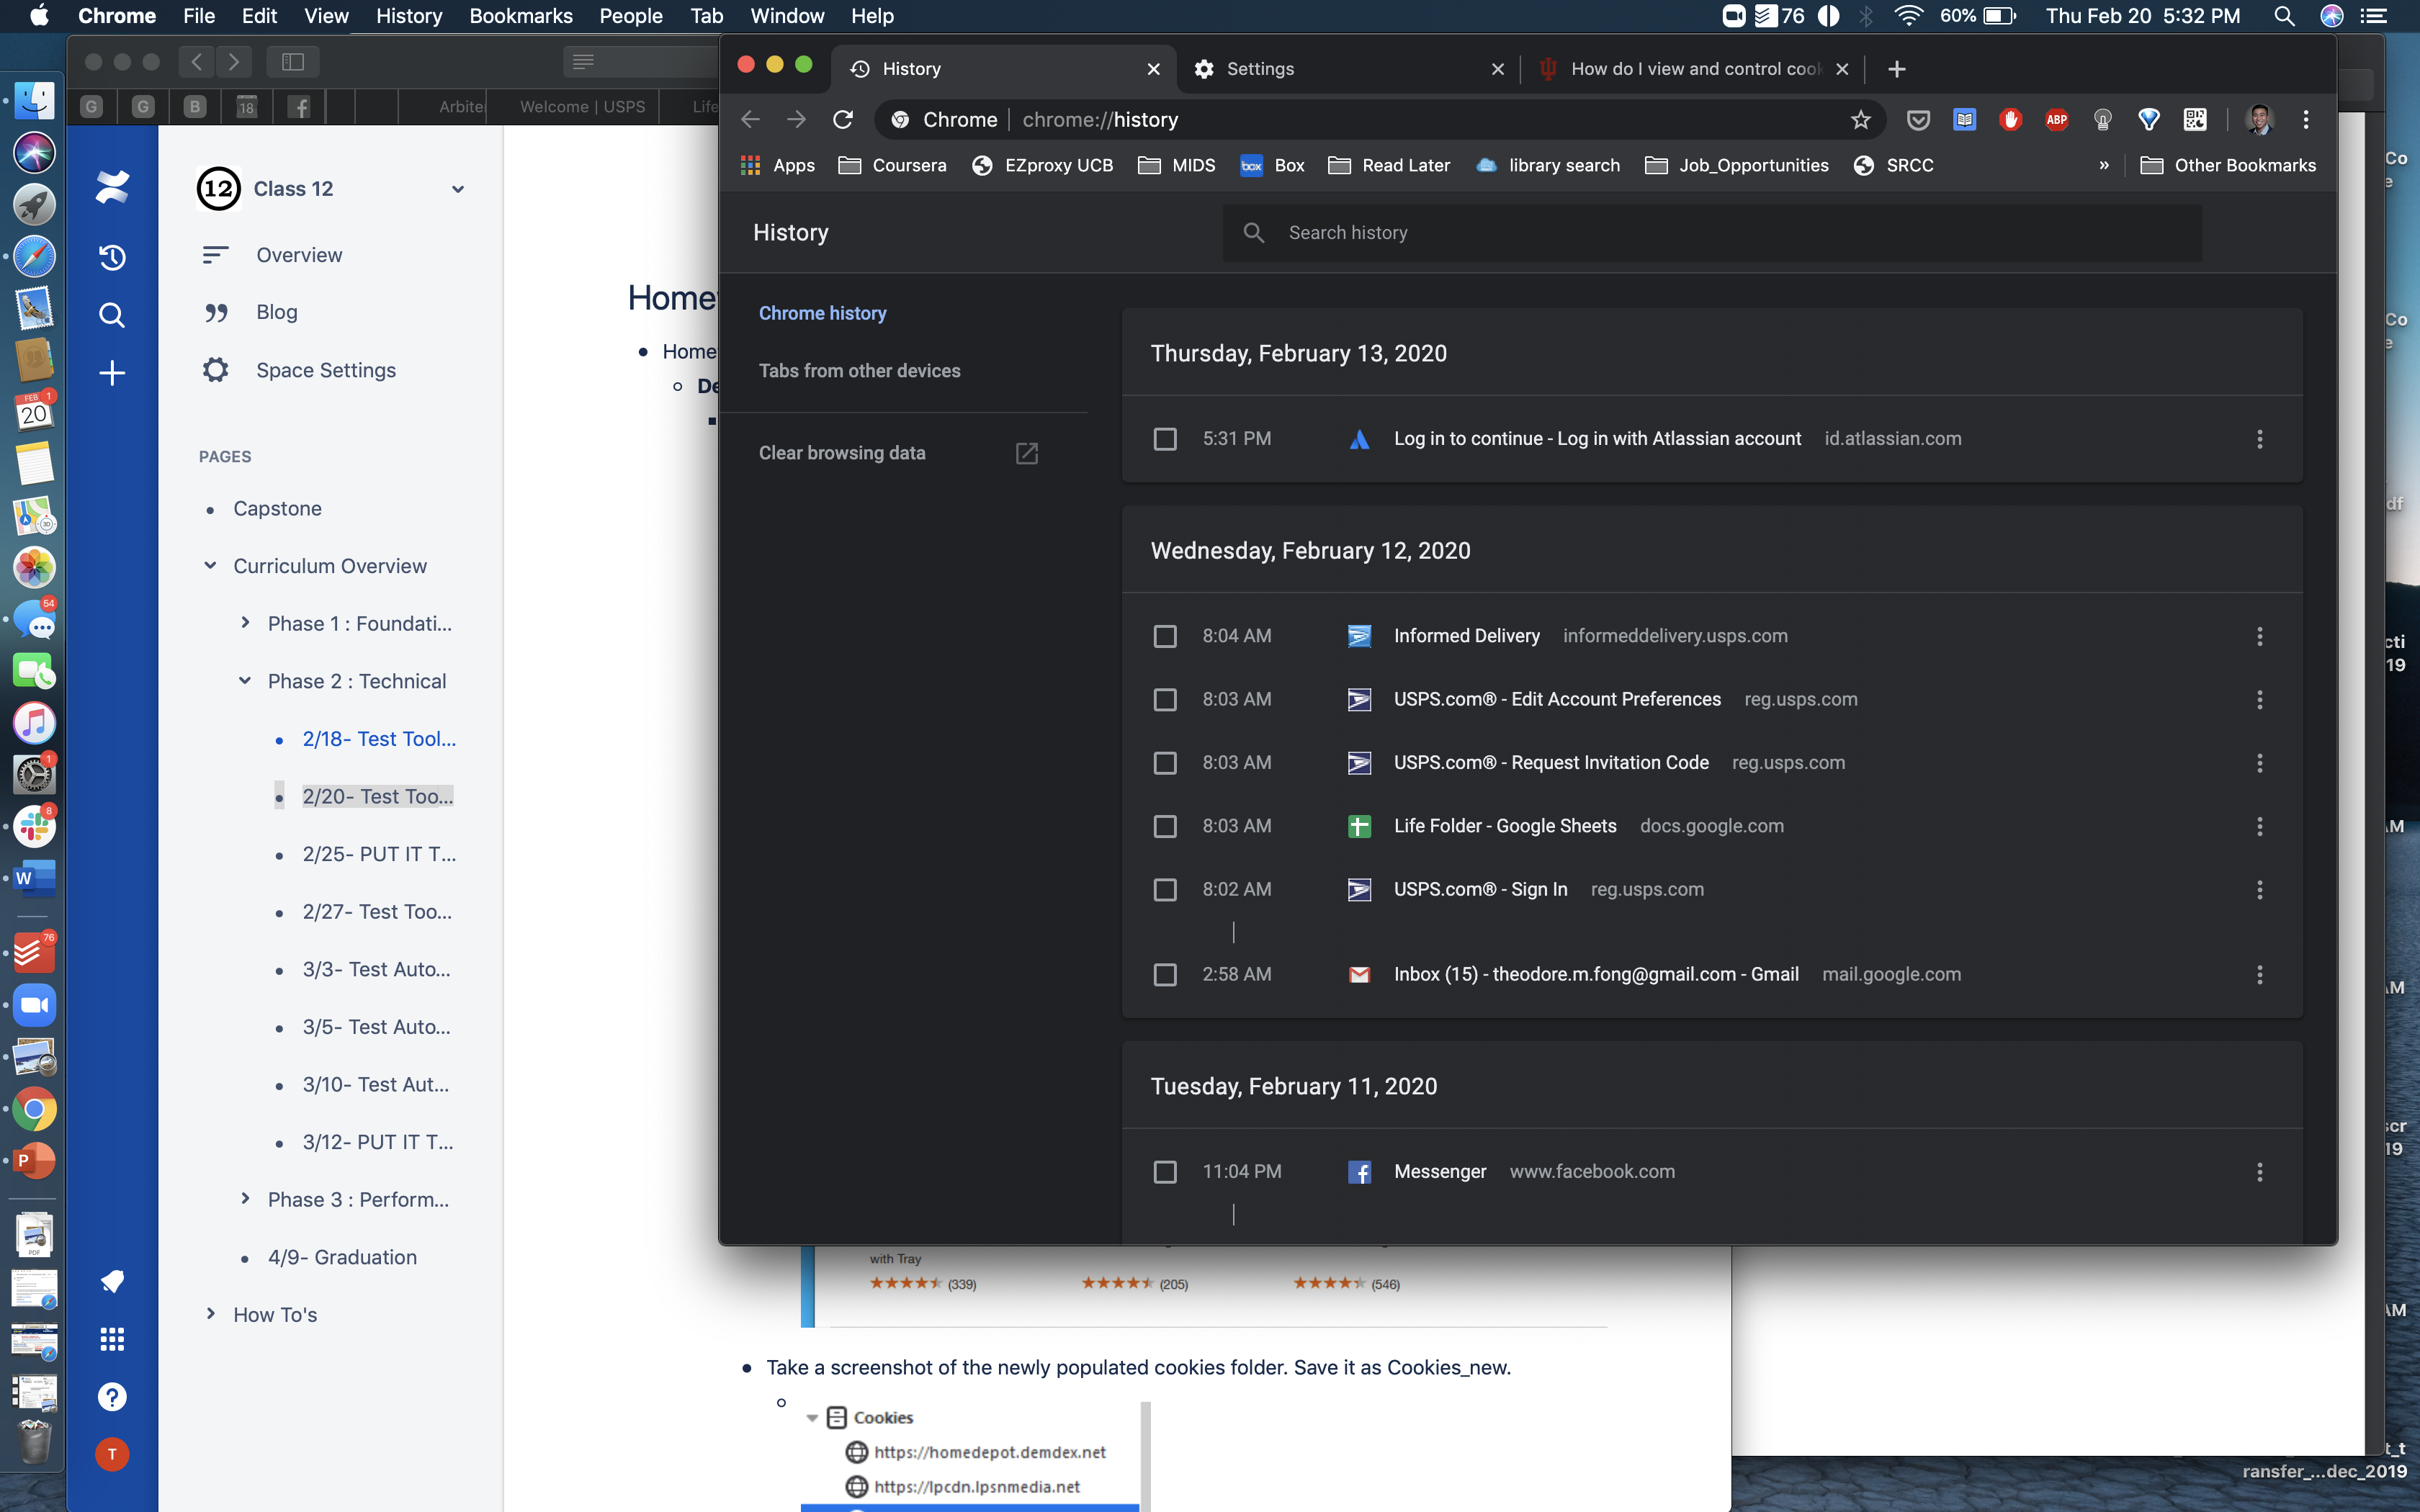 Chrome File Edit View History Bookmarks People Tab Window Help 76 60% Thu Feb 20 5:32 PM
History Settings How do I view and control cook
G G B 18 Welcome | USPS Life
Chrome chrome://history ABP
Apps Coursera EZproxy UCB MIDS box Box Read Later library search Job_Opportunities SRCC » Other Bookmarks
History Search history
12 Class 12
Overview
Blog
Space Settings
PAGES
Capstone
Curriculum Overview
Phase 1 : Foundati...
Phase 2 : Technical
2/18- Test Tool...
2/20- Test Too...
2/25- PUT IT T...
2/27- Test Too...
3/3- Test Auto...
3/5- Test Auto...
3/10- Test Aut...
3/12- PUT IT T...
Phase 3 : Perform...
4/9- Graduation
How To's
?
T
FEB 1
20
54
1
8
W
76
P
PDF
Chrome history
Tabs from other devices
Clear browsing data
Thursday, February 13, 2020
5:31 PM Log in to continue - Log in with Atlassian account id.atlassian.com
Wednesday, February 12, 2020
8:04 AM Informed Delivery informeddelivery.usps.com
8:03 AM USPS.com® - Edit Account Preferences reg.usps.com
8:03 AM USPS.com® - Request Invitation Code reg.usps.com
8:03 AM Life Folder - Google Sheets docs.google.com
8:02 AM USPS.com® - Sign In reg.usps.com
2:58 AM Inbox (15) - theodore.m.fong@gmail.com - Gmail mail.google.com
Tuesday, February 11, 2020
11:04 PM Messenger www.facebook.com
with Tray
(339) (205) (546)
Take a screenshot of the newly populated cookies folder. Save it as Cookies_new.
Cookies
https://homedepot.demdex.net
https://lpcdn.lpsnmedia.net
ransfer_...dec_2019